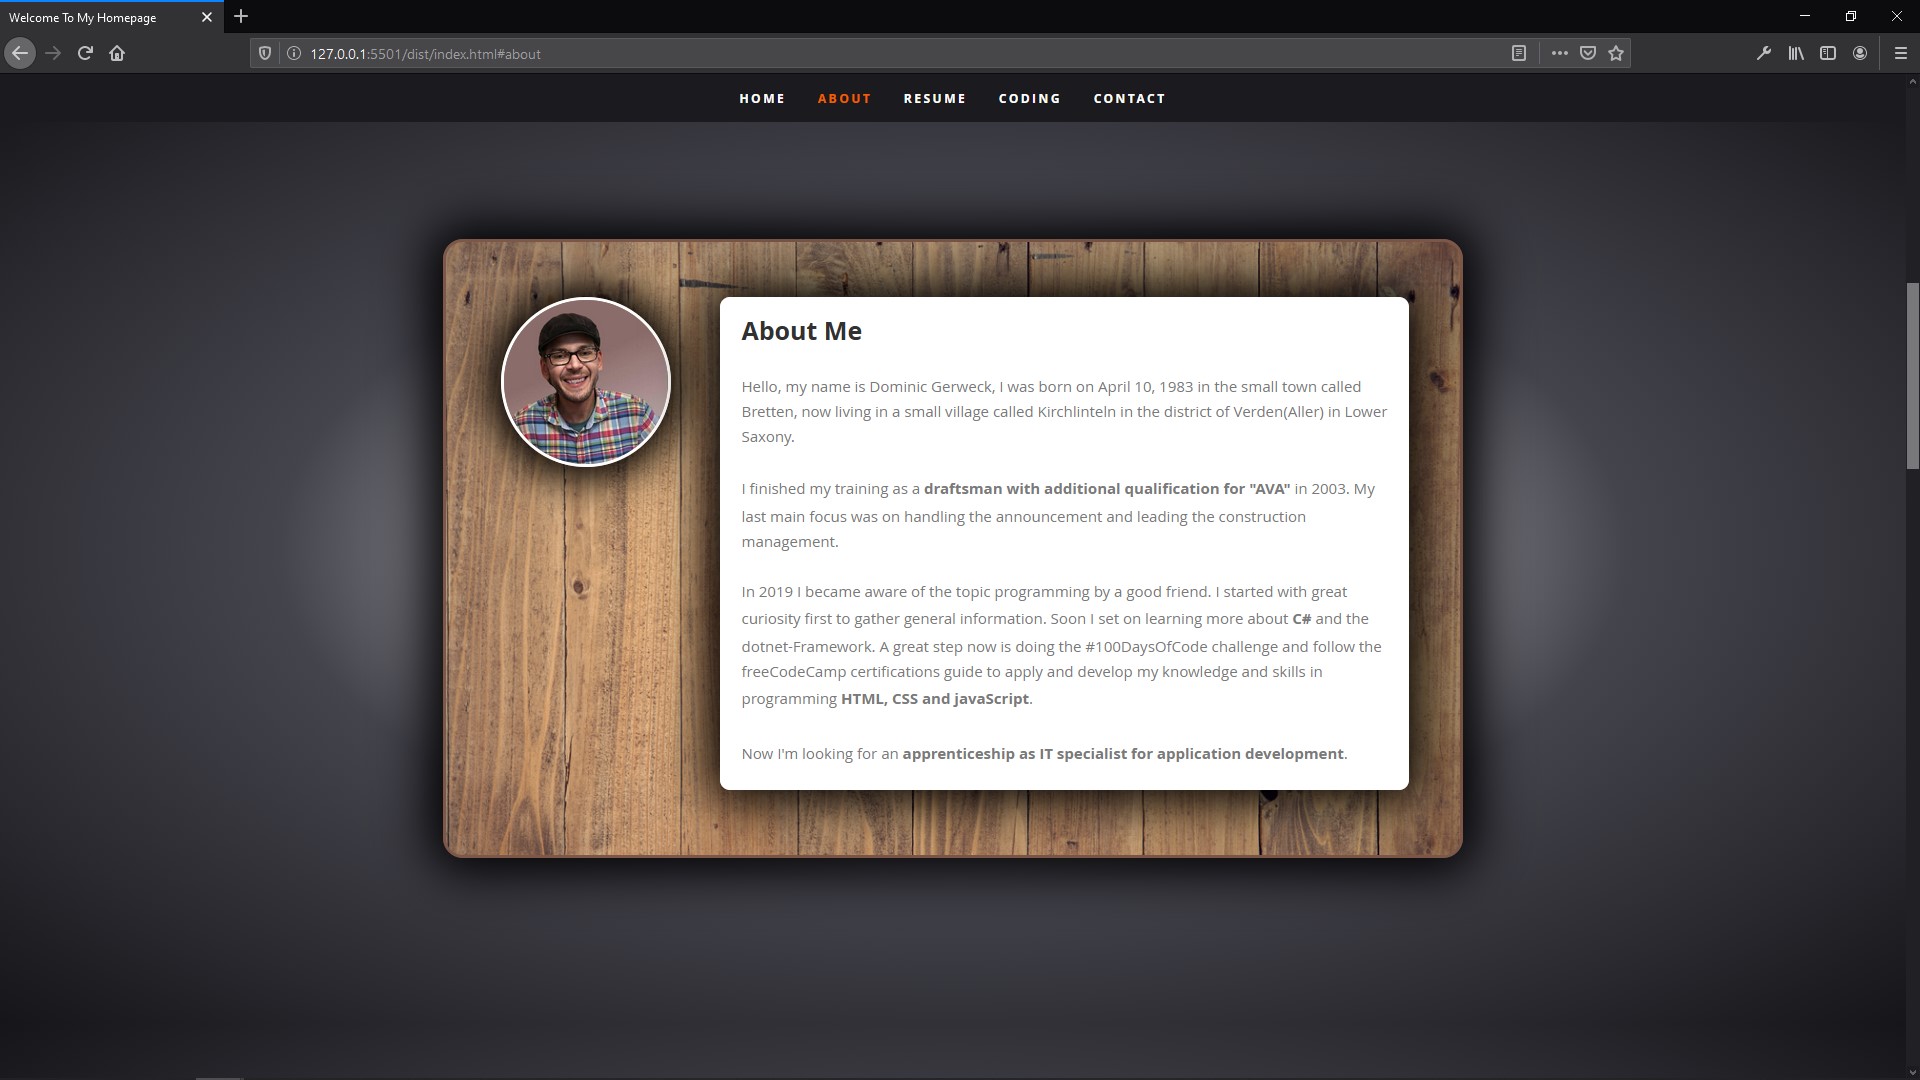 Welcome To My Homepage
127.0.0.1:5501/dist/index.html#about
HOME ABOUT RESUME CODING CONTACT
About Me
Hello, my name is Dominic Gerweck, I was born on April 10, 1983 in the small town called
Bretten, now living in a small village called Kirchlinteln in the district of Verden(Aller) in Lower
Saxony.
I finished my training as a draftsman with additional qualification for "AVA" in 2003. My
last main focus was on handling the announcement and leading the construction
management.
In 2019 I became aware of the topic programming by a good friend. I started with great
curiosity first to gather general information. Soon I set on learning more about C# and the
dotnet-Framework. A great step now is doing the #100DaysOfCode challenge and follow the
freeCodeCamp certifications guide to apply and develop my knowledge and skills in
programming HTML, CSS and javaScript.
Now I'm looking for an apprenticeship as IT specialist for application development.